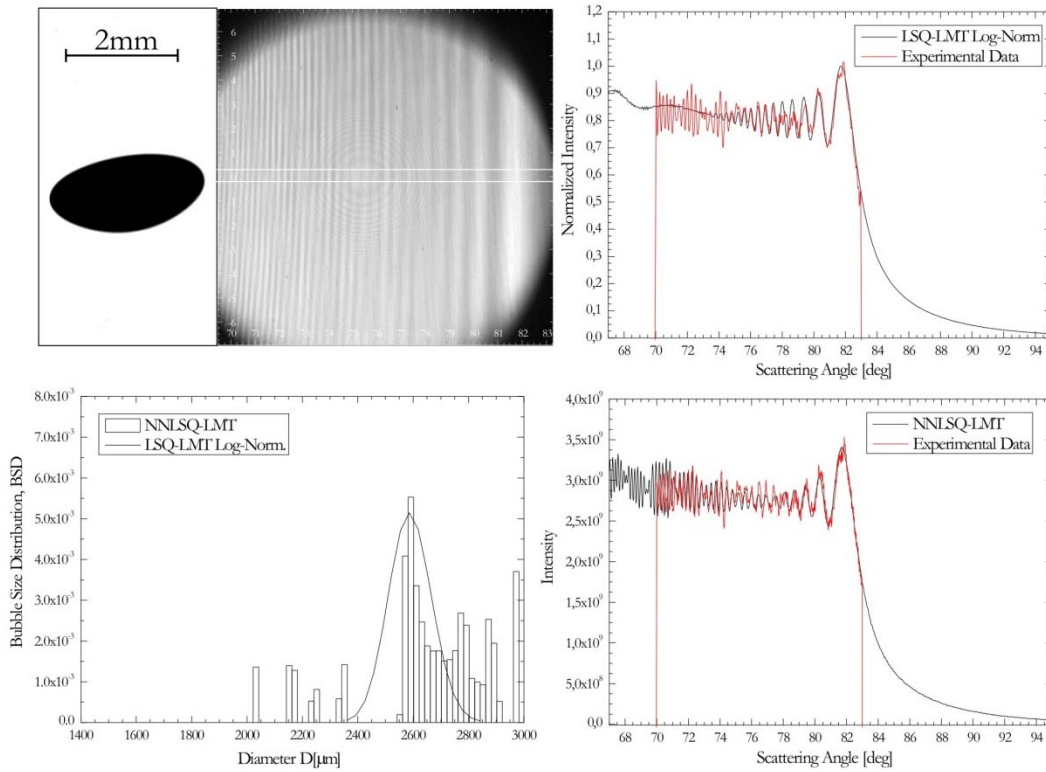 2mm
6
-6
70 71 72 73 74 75 76 77 78 79 80 81 82 83
Normalized Intensity
1,2
1,1
1,0
0,9
0,8
0,7
0,6
0,5
0,4
0,3
0,2
0,1
0,0
LSQ-LMT Log-Norm
Experimental Data
68 70 72 74 76 78 80 82 84 86 88 90 92 94
Scattering Angle [deg]
Bubble Size Distribution, BSD
8.0x10⁻³
7.0x10⁻³
6.0x10⁻³
5.0x10⁻³
4.0x10⁻³
3.0x10⁻³
2.0x10⁻³
1.0x10⁻³
0.0
NNLSQ-LMT
LSQ-LMT Log-Norm.
1400 1600 1800 2000 2200 2400 2600 2800 3000
Diameter D[μm]
Intensity
4,0x10⁹
3,5x10⁹
3,0x10⁹
2,5x10⁹
2,0x10⁹
1,5x10⁹
1,0x10⁹
5,0x10⁸
0,0
NNLSQ-LMT
Experimental Data
68 70 72 74 76 78 80 82 84 86 88 90 92 94
Scattering Angle [deg]